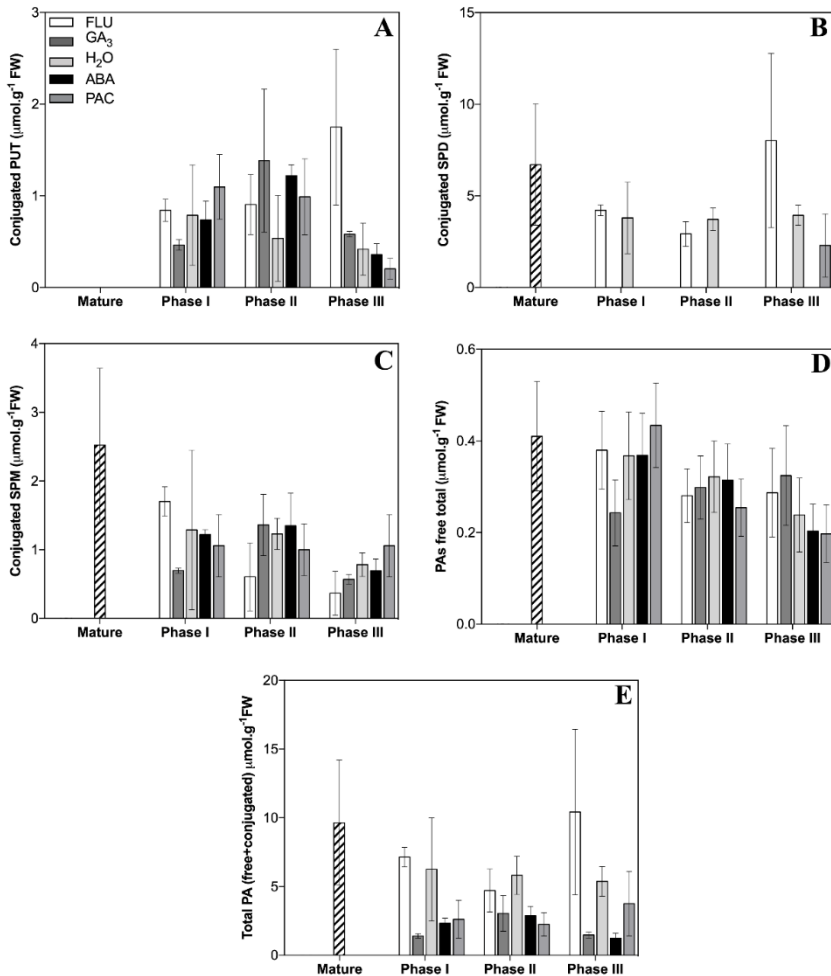 A
Conjugated PUT (μmol.g⁻¹ FW)
3
2
1
0
FLU
GA₃
H₂O
ABA
PAC
Mature Phase I Phase II Phase III
B
Conjugated SPD (μmol.g⁻¹ FW)
15
10
5
0
Mature Phase I Phase II Phase III
C
Conjugated SPM (μmol.g⁻¹FW)
4
3
2
1
0
Mature Phase I Phase II Phase III
D
PAs free total (μmol.g⁻¹ FW)
0.6
0.4
0.2
0.0
Mature Phase I Phase II Phase III
E
Total PA (free+conjugated) μmol.g⁻¹FW
20
15
10
5
0
Mature Phase I Phase II Phase III